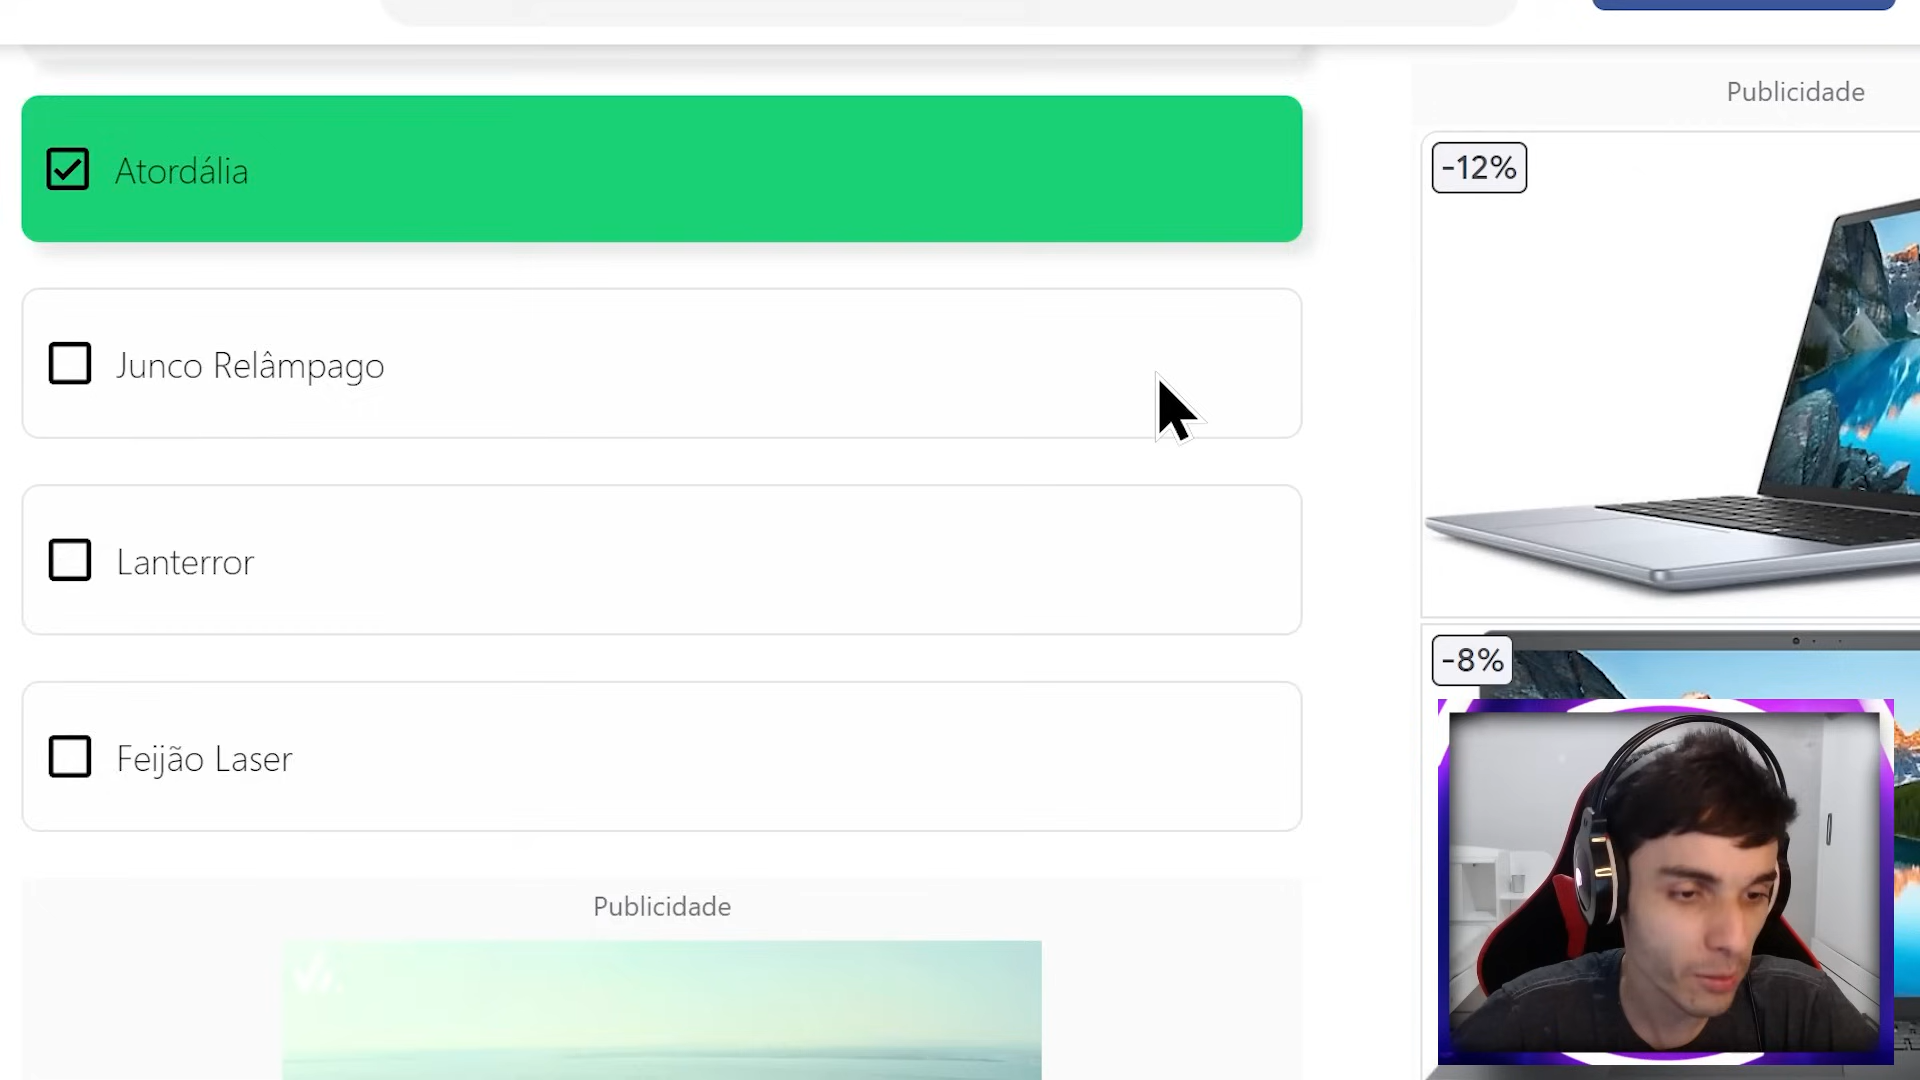 Publicidade
-12%
Atordália
Junco Relâmpago
Lanterror
-8%
Feijão Laser
Publicidade